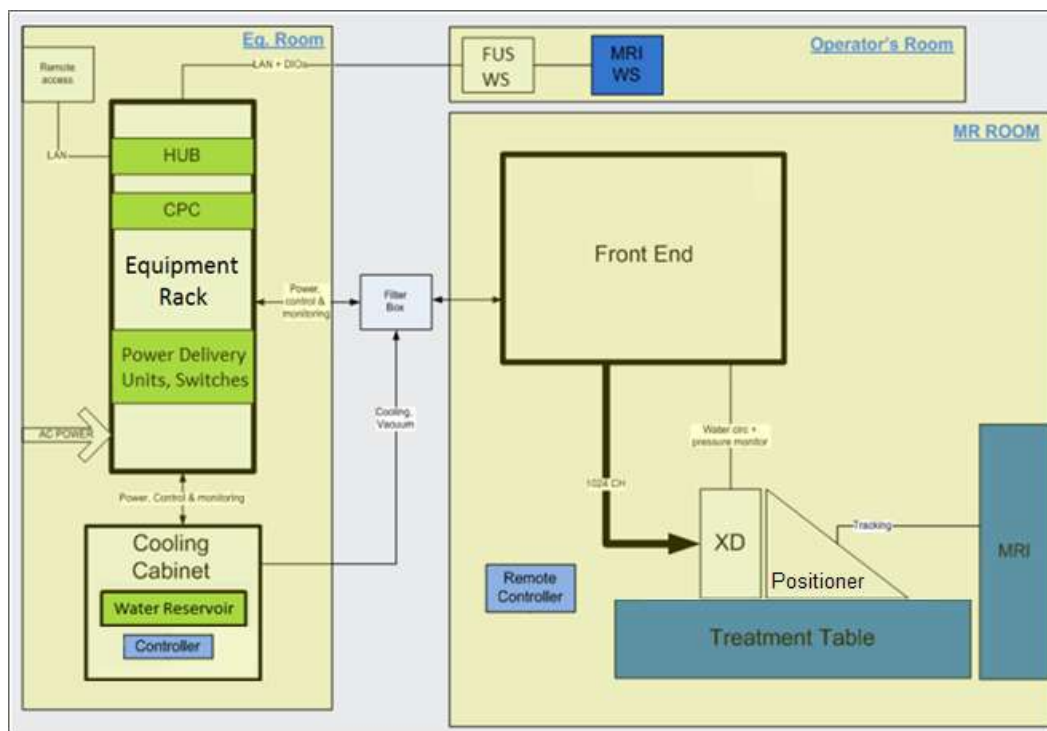 Eq. Room
Remote
access
LAN + DIOs
LAN
HUB
CPC
Equipment
Rack
Power Delivery
Units, Switches
AC POWER
Power, Control & monitoring
Cooling
Cabinet
Water Reservoir
Controller
Power,
control &
monitoring
Filter
Box
Cooling,
Vacuum
Operator's Room
FUS
WS
MRI
WS
MR ROOM
Front End
Water circ +
pressure monitor
1024 CH
XD
Positioner
Tracking
MRI
Remote
Controller
Treatment Table